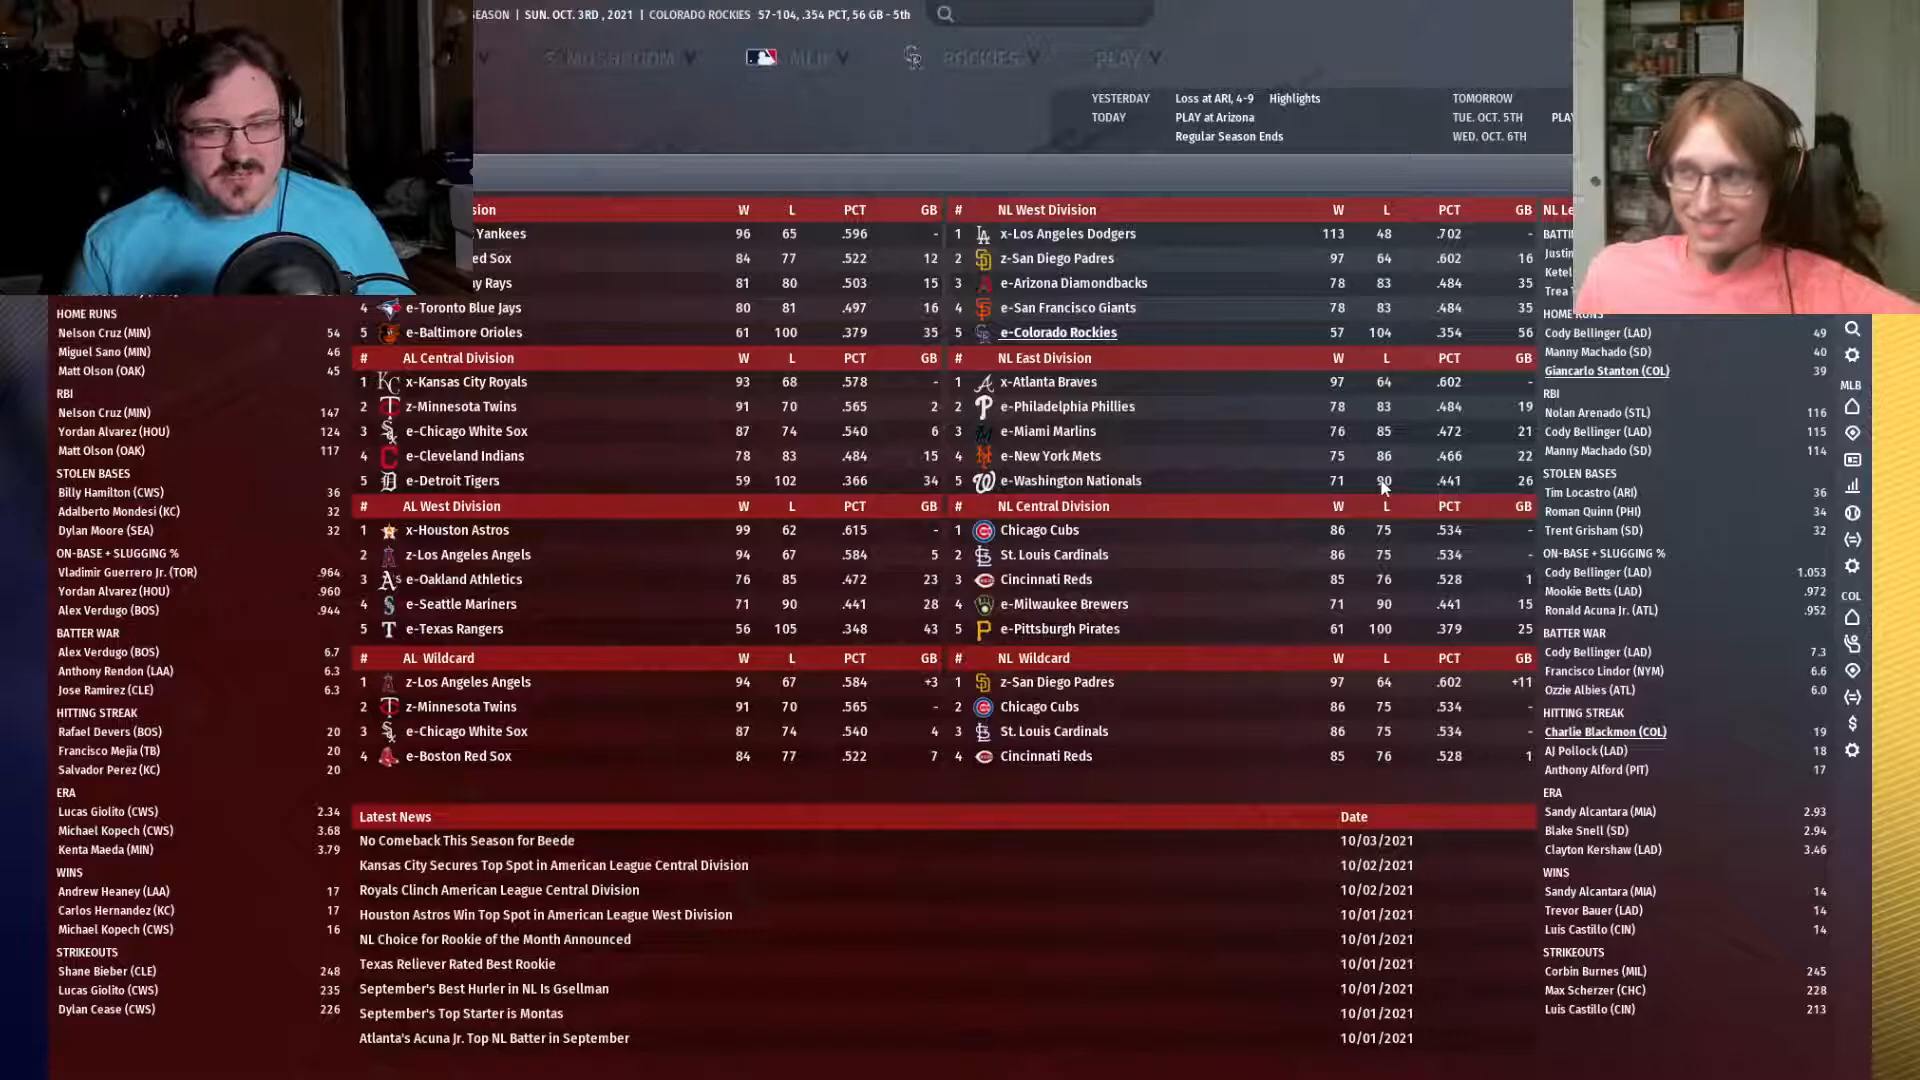 SEASON | SUN. OCT. 3RD , 2021 | COLORADO ROCKIES 57-104, .354 PCT, 56 GB - 5th
MLB ROCKIES PLAY
YESTERDAY Loss at ARI, 4-9 Highlights TOMORROW
TODAY PLAY at Arizona TUE. OCT. 5TH
Regular Season Ends WED. OCT. 6TH
W L PCT GB # NL West Division W L PCT GB
Yankees 96 65 .596 - 1 x-Los Angeles Dodgers 113 48 .702 -
Sox 84 77 .522 12 2 z-San Diego Padres 97 64 .602 16
Rays 81 80 .503 15 3 e-Arizona Diamondbacks 78 83 .484 35
4 e-Toronto Blue Jays 80 81 .497 16 4 e-San Francisco Giants 78 83 .484 35
5 e-Baltimore Orioles 61 100 .379 35 5 e-Colorado Rockies 57 104 .354 56
# AL Central Division W L PCT GB # NL East Division W L PCT GB
1 x-Kansas City Royals 93 68 .578 - 1 x-Atlanta Braves 97 64 .602 -
2 z-Minnesota Twins 91 70 .565 2 2 e-Philadelphia Phillies 78 83 .484 19
3 e-Chicago White Sox 87 74 .540 6 3 e-Miami Marlins 76 85 .472 21
4 e-Cleveland Indians 78 83 .484 15 4 e-New York Mets 75 86 .466 22
5 e-Detroit Tigers 59 102 .366 34 5 e-Washington Nationals 71 90 .441 26
# AL West Division W L PCT GB # NL Central Division W L PCT GB
1 x-Houston Astros 99 62 .615 - 1 Chicago Cubs 86 75 .534 -
2 z-Los Angeles Angels 94 67 .584 5 2 St. Louis Cardinals 86 75 .534 -
3 e-Oakland Athletics 76 85 .472 23 3 Cincinnati Reds 85 76 .528 1
4 e-Seattle Mariners 71 90 .441 28 4 e-Milwaukee Brewers 71 90 .441 15
5 e-Texas Rangers 56 105 .348 43 5 e-Pittsburgh Pirates 61 100 .379 25
# AL Wildcard W L PCT GB # NL Wildcard W L PCT GB
1 z-Los Angeles Angels 94 67 .584 +3 1 z-San Diego Padres 97 64 .602 +11
2 z-Minnesota Twins 91 70 .565 - 2 Chicago Cubs 86 75 .534 -
3 e-Chicago White Sox 87 74 .540 4 3 St. Louis Cardinals 86 75 .534 -
4 e-Boston Red Sox 84 77 .522 7 4 Cincinnati Reds 85 76 .528 1
Latest News Date
No Comeback This Season for Beede 10/03/2021
Kansas City Secures Top Spot in American League Central Division 10/02/2021
Royals Clinch American League Central Division 10/02/2021
Houston Astros Win Top Spot in American League West Division 10/01/2021
NL Choice for Rookie of the Month Announced 10/01/2021
Texas Reliever Rated Best Rookie 10/01/2021
September's Best Hurler in NL Is Gsellman 10/01/2021
September's Top Starter is Montas 10/01/2021
Atlanta's Acuna Jr. Top NL Batter in September 10/01/2021
HOME RUNS
Nelson Cruz (MIN) 54
Miguel Sano (MIN) 46
Matt Olson (OAK) 45
RBI
Nelson Cruz (MIN) 147
Yordan Alvarez (HOU) 124
Matt Olson (OAK) 117
STOLEN BASES
Billy Hamilton (CWS) 36
Adalberto Mondesi (KC) 32
Dylan Moore (SEA) 32
ON-BASE + SLUGGING %
Vladimir Guerrero Jr. (TOR) .964
Yordan Alvarez (HOU) .960
Alex Verdugo (BOS) .944
BATTER WAR
Alex Verdugo (BOS) 6.7
Anthony Rendon (LAA) 6.3
Jose Ramirez (CLE) 6.3
HITTING STREAK
Rafael Devers (BOS) 20
Francisco Mejia (TB) 20
Salvador Perez (KC) 20
ERA
Lucas Giolito (CWS) 2.34
Michael Kopech (CWS) 3.68
Kenta Maeda (MIN) 3.79
WINS
Andrew Heaney (LAA) 17
Carlos Hernandez (KC) 17
Michael Kopech (CWS) 16
STRIKEOUTS
Shane Bieber (CLE) 248
Lucas Giolito (CWS) 235
Dylan Cease (CWS) 226
Justin
Ketel
Trea
HOME RUNS
Cody Bellinger (LAD) 49
Manny Machado (SD) 40
Giancarlo Stanton (COL) 39
RBI
Nolan Arenado (STL) 116
Cody Bellinger (LAD) 115
Manny Machado (SD) 114
STOLEN BASES
Tim Locastro (ARI) 36
Roman Quinn (PHI) 34
Trent Grisham (SD) 32
ON-BASE + SLUGGING %
Cody Bellinger (LAD) 1.053
Mookie Betts (LAD) .972
Ronald Acuna Jr. (ATL) .952
BATTER WAR
Cody Bellinger (LAD) 7.3
Francisco Lindor (NYM) 6.6
Ozzie Albies (ATL) 6.0
HITTING STREAK
Charlie Blackmon (COL) 19
AJ Pollock (LAD) 18
Anthony Alford (PIT) 17
ERA
Sandy Alcantara (MIA) 2.93
Blake Snell (SD) 2.94
Clayton Kershaw (LAD) 3.46
WINS
Sandy Alcantara (MIA) 14
Trevor Bauer (LAD) 14
Luis Castillo (CIN) 14
STRIKEOUTS
Corbin Burnes (MIL) 245
Max Scherzer (CHC) 228
Luis Castillo (CIN) 213
MLB
COL